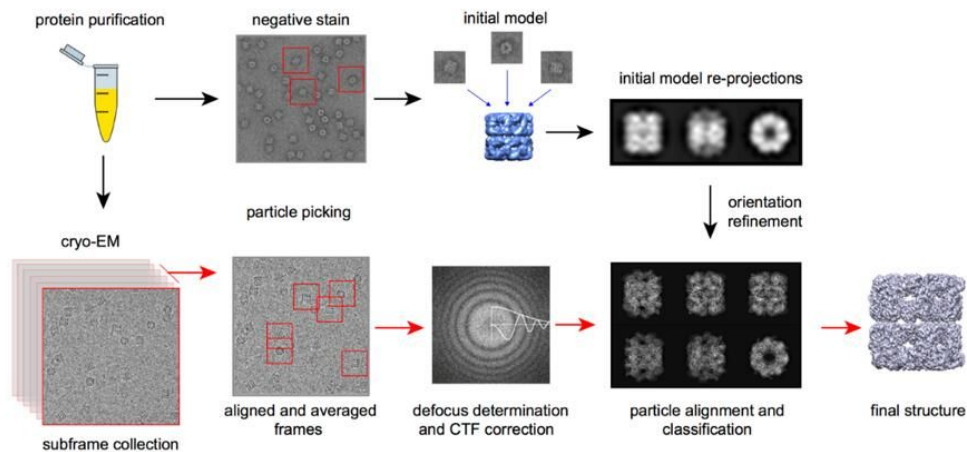 protein purification
negative stain
initial model
initial model re-projections
orientation
refinement
particle picking
cryo-EM
subframe collection
aligned and averaged
frames
defocus determination
and CTF correction
particle alignment and
classification
final structure